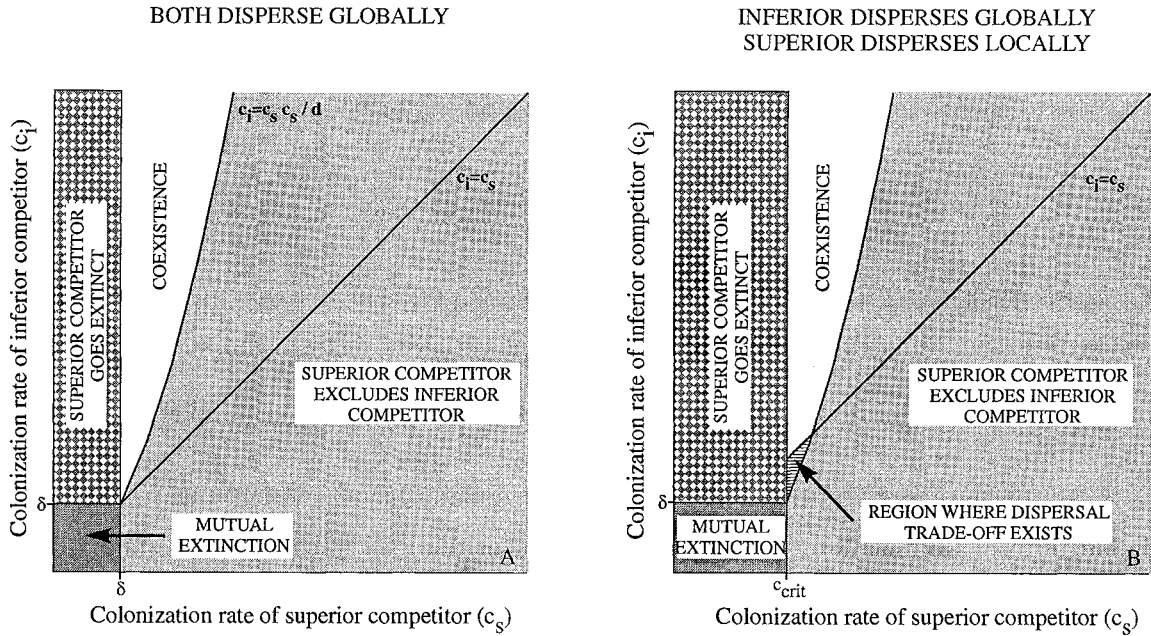 BOTH DISPERSE GLOBALLY
Colonization rate of inferior competitor (cᵢ)
cᵢ=cₛ cₛ / d
cᵢ=cₛ
SUPERIOR COMPETITOR
GOES EXTINCT
COEXISTENCE
SUPERIOR COMPETITOR
EXCLUDES INFERIOR
COMPETITOR
δ
MUTUAL
EXTINCTION
A
δ
Colonization rate of superior competitor (cₛ)
INFERIOR DISPERSES GLOBALLY
SUPERIOR DISPERSES LOCALLY
Colonization rate of inferior competitor (cᵢ)
cᵢ=cₛ
SUPERIOR COMPETITOR
GOES EXTINCT
COEXISTENCE
SUPERIOR COMPETITOR
EXCLUDES INFERIOR
COMPETITOR
δ
MUTUAL
EXTINCTION
REGION WHERE DISPERSAL
TRADE-OFF EXISTS
B
c_crit
Colonization rate of superior competitor (cₛ)